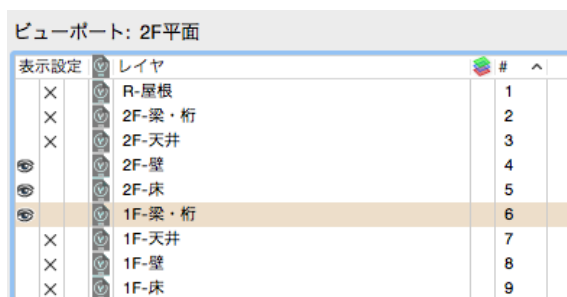 ビューポート: 2F平面
表示設定 レイヤ #
R-屋根 1
2F-梁・桁 2
2F-天井 3
2F-壁 4
2F-床 5
1F-梁・桁 6
1F-天井 7
1F-壁 8
1F-床 9